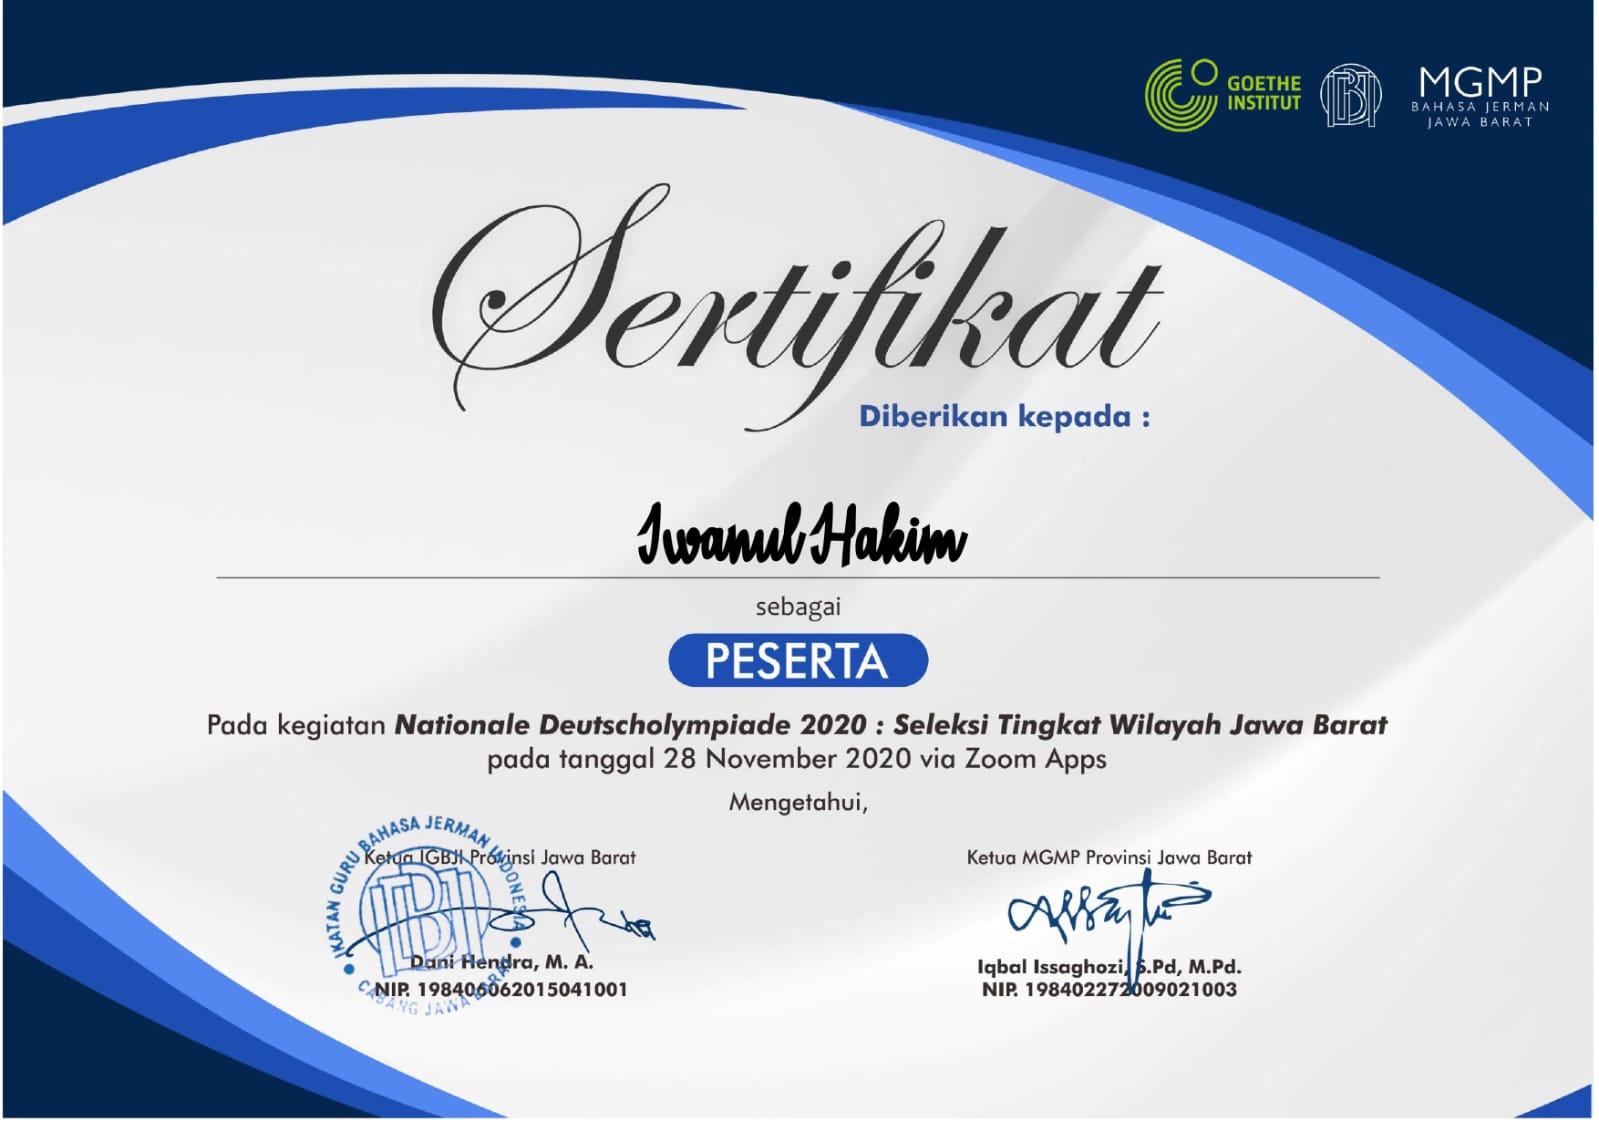 GOETHE
INSTITUT
MGMP
BAHASA JERMAN
JAWA BARAT
Sertifikat
Diberikan kepada :
Iwanul Hakim
sebagai
PESERTA
Pada kegiatan Nationale Deutscholympiade 2020 : Seleksi Tingkat Wilayah Jawa Barat
pada tanggal 28 November 2020 via Zoom Apps
Mengetahui,
Ketua IGBJI Provinsi Jawa Barat
IKATAN GURU BAHASA JERMAN INDONESIA
CABANG JAWA BARAT
Dani Hendra, M. A.
NIP. 198406062015041001
Ketua MGMP Provinsi Jawa Barat
Iqbal Issaghozi, S.Pd, M.Pd.
NIP. 198402272009021003